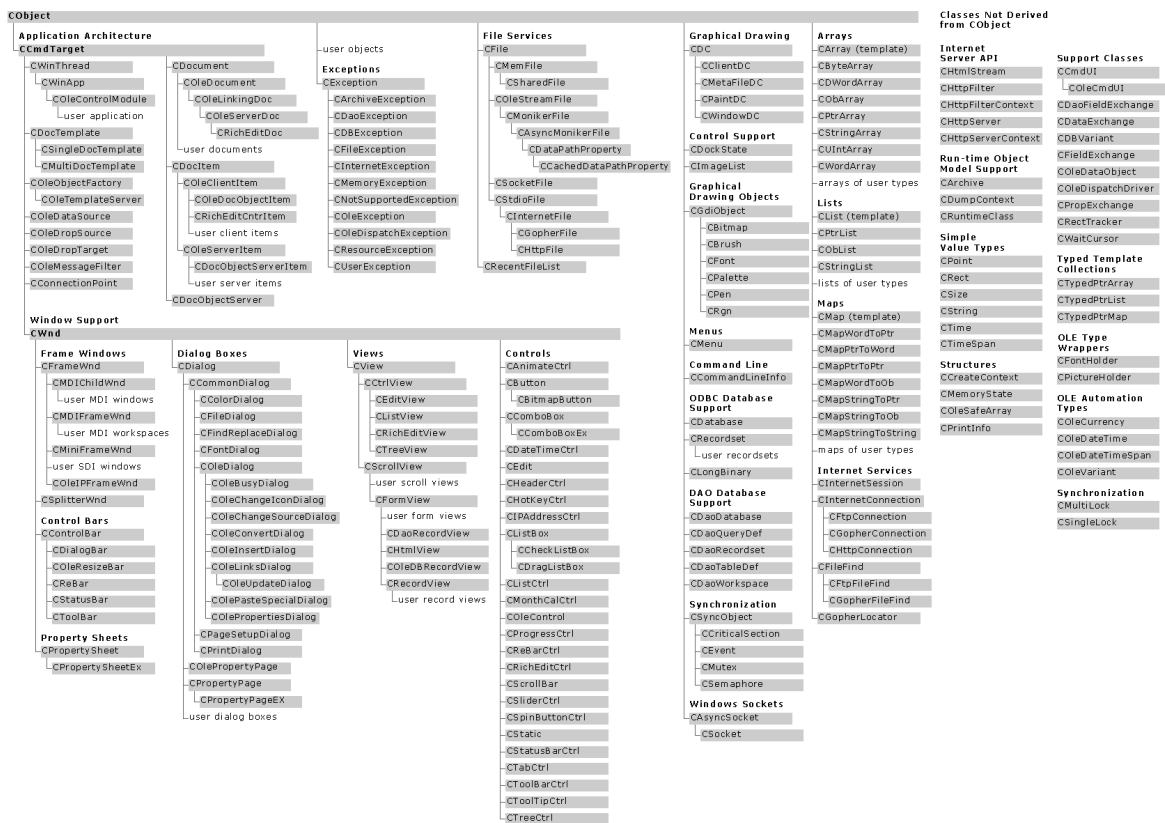 CObject
Application Architecture
CCmdTarget
CWinThread
CWinApp
COleControlModule
user application
CDocTemplate
CSingleDocTemplate
CMultiDocTemplate
COleObjectFactory
COleTemplateServer
COleDataSource
COleDropSource
COleDropTarget
COleMessageFilter
CConnectionPoint
CDocument
COleDocument
COleLinkingDoc
COleServerDoc
CRichEditDoc
user documents
CDocItem
COleClientItem
COleDocObjectItem
CRichEditCntrItem
user client items
COleServerItem
CDocObjectServerItem
user server items
CDocObjectServer
user objects
Exceptions
CException
CArchiveException
CDaoException
CDBException
CFileException
CInternetException
CMemoryException
CNotSupportedException
COleException
COleDispatchException
CResourceException
CUserException
File Services
CFile
CMemFile
CSharedFile
COleStreamFile
CMonikerFile
CAsyncMonikerFile
CDataPathProperty
CCachedDataPathProperty
CSocketFile
CStdioFile
CInternetFile
CGopherFile
CHttpFile
CRecentFileList
Window Support
CWnd
Frame Windows
CFrameWnd
CMDIChildWnd
user MDI windows
CMDIFrameWnd
user MDI workspaces
CMiniFrameWnd
user SDI windows
COleIPFrameWnd
CSplitterWnd
Control Bars
CControlBar
CDialogBar
COleResizeBar
CReBar
CStatusBar
CToolBar
Property Sheets
CPropertySheet
CPropertySheetEx
Dialog Boxes
CDialog
CCommonDialog
CColorDialog
CFileDialog
CFindReplaceDialog
CFontDialog
COleDialog
COleBusyDialog
COleChangeIconDialog
COleChangeSourceDialog
COleConvertDialog
COleInsertDialog
COleLinksDialog
COleUpdateDialog
COlePasteSpecialDialog
COlePropertiesDialog
CPageSetupDialog
CPrintDialog
COlePropertyPage
CPropertyPage
CPropertyPageEX
user dialog boxes
Views
CView
CCtrlView
CEditView
CListView
CRichEditView
CTreeView
CScrollView
user scroll views
CFormView
user form views
CDaoRecordView
CHtmlView
COleDBRecordView
CRecordView
user record views
Controls
CAnimateCtrl
CButton
CBitmapButton
CComboBox
CComboBoxEx
CDateTimeCtrl
CEdit
CHeaderCtrl
CHotKeyCtrl
CIPAddressCtrl
CListBox
CCheckListBox
CDragListBox
CListCtrl
CMonthCalCtrl
COleControl
CProgressCtrl
CReBarCtrl
CRichEditCtrl
CScrollBar
CSliderCtrl
CSpinButtonCtrl
CStatic
CStatusBarCtrl
CTabCtrl
CToolBarCtrl
CToolTipCtrl
CTreeCtrl
Graphical Drawing
CDC
CClientDC
CMetaFileDC
CPaintDC
CWindowDC
Control Support
CDockState
CImageList
Graphical
Drawing Objects
CGdiObject
CBitmap
CBrush
CFont
CPalette
CPen
CRgn
Menus
CMenu
Command Line
CCommandLineInfo
ODBC Database
Support
CDatabase
CRecordset
user recordsets
CLongBinary
DAO Database
Support
CDaoDatabase
CDaoQueryDef
CDaoRecordset
CDaoTableDef
CDaoWorkspace
Synchronization
CSyncObject
CCriticalSection
CEvent
CMutex
CSemaphore
Windows Sockets
CAsyncSocket
CSocket
Arrays
CArray (template)
CByteArray
CDWordArray
CObArray
CPtrArray
CStringArray
CUIntArray
CWordArray
arrays of user types
Lists
CList (template)
CPtrList
CObList
CStringList
lists of user types
Maps
CMap (template)
CMapWordToPtr
CMapPtrToWord
CMapPtrToPtr
CMapWordToOb
CMapStringToPtr
CMapStringToOb
CMapStringToString
maps of user types
Internet Services
CInternetSession
CInternetConnection
CFtpConnection
CGopherConnection
CHttpConnection
CFileFind
CFtpFileFind
CGopherFileFind
CGopherLocator
Classes Not Derived
from CObject
Internet
Server API
CHtmlStream
CHttpFilter
CHttpFilterContext
CHttpServer
CHttpServerContext
Run-time Object
Model Support
CArchive
CDumpContext
CRuntimeClass
Simple
Value Types
CPoint
CRect
CSize
CString
CTime
CTimeSpan
Structures
CCreateContext
CMemoryState
COleSafeArray
CPrintInfo
Support Classes
CCmdUI
COleCmdUI
CDaoFieldExchange
CDataExchange
CDBVariant
CFieldExchange
COleDataObject
COleDispatchDriver
CPropExchange
CRectTracker
CWaitCursor
Typed Template
Collections
CTypedPtrArray
CTypedPtrList
CTypedPtrMap
OLE Type
Wrappers
CFontHolder
CPictureHolder
OLE Automation
Types
COleCurrency
COleDateTime
COleDateTimeSpan
COleVariant
Synchronization
CMultiLock
CSingleLock